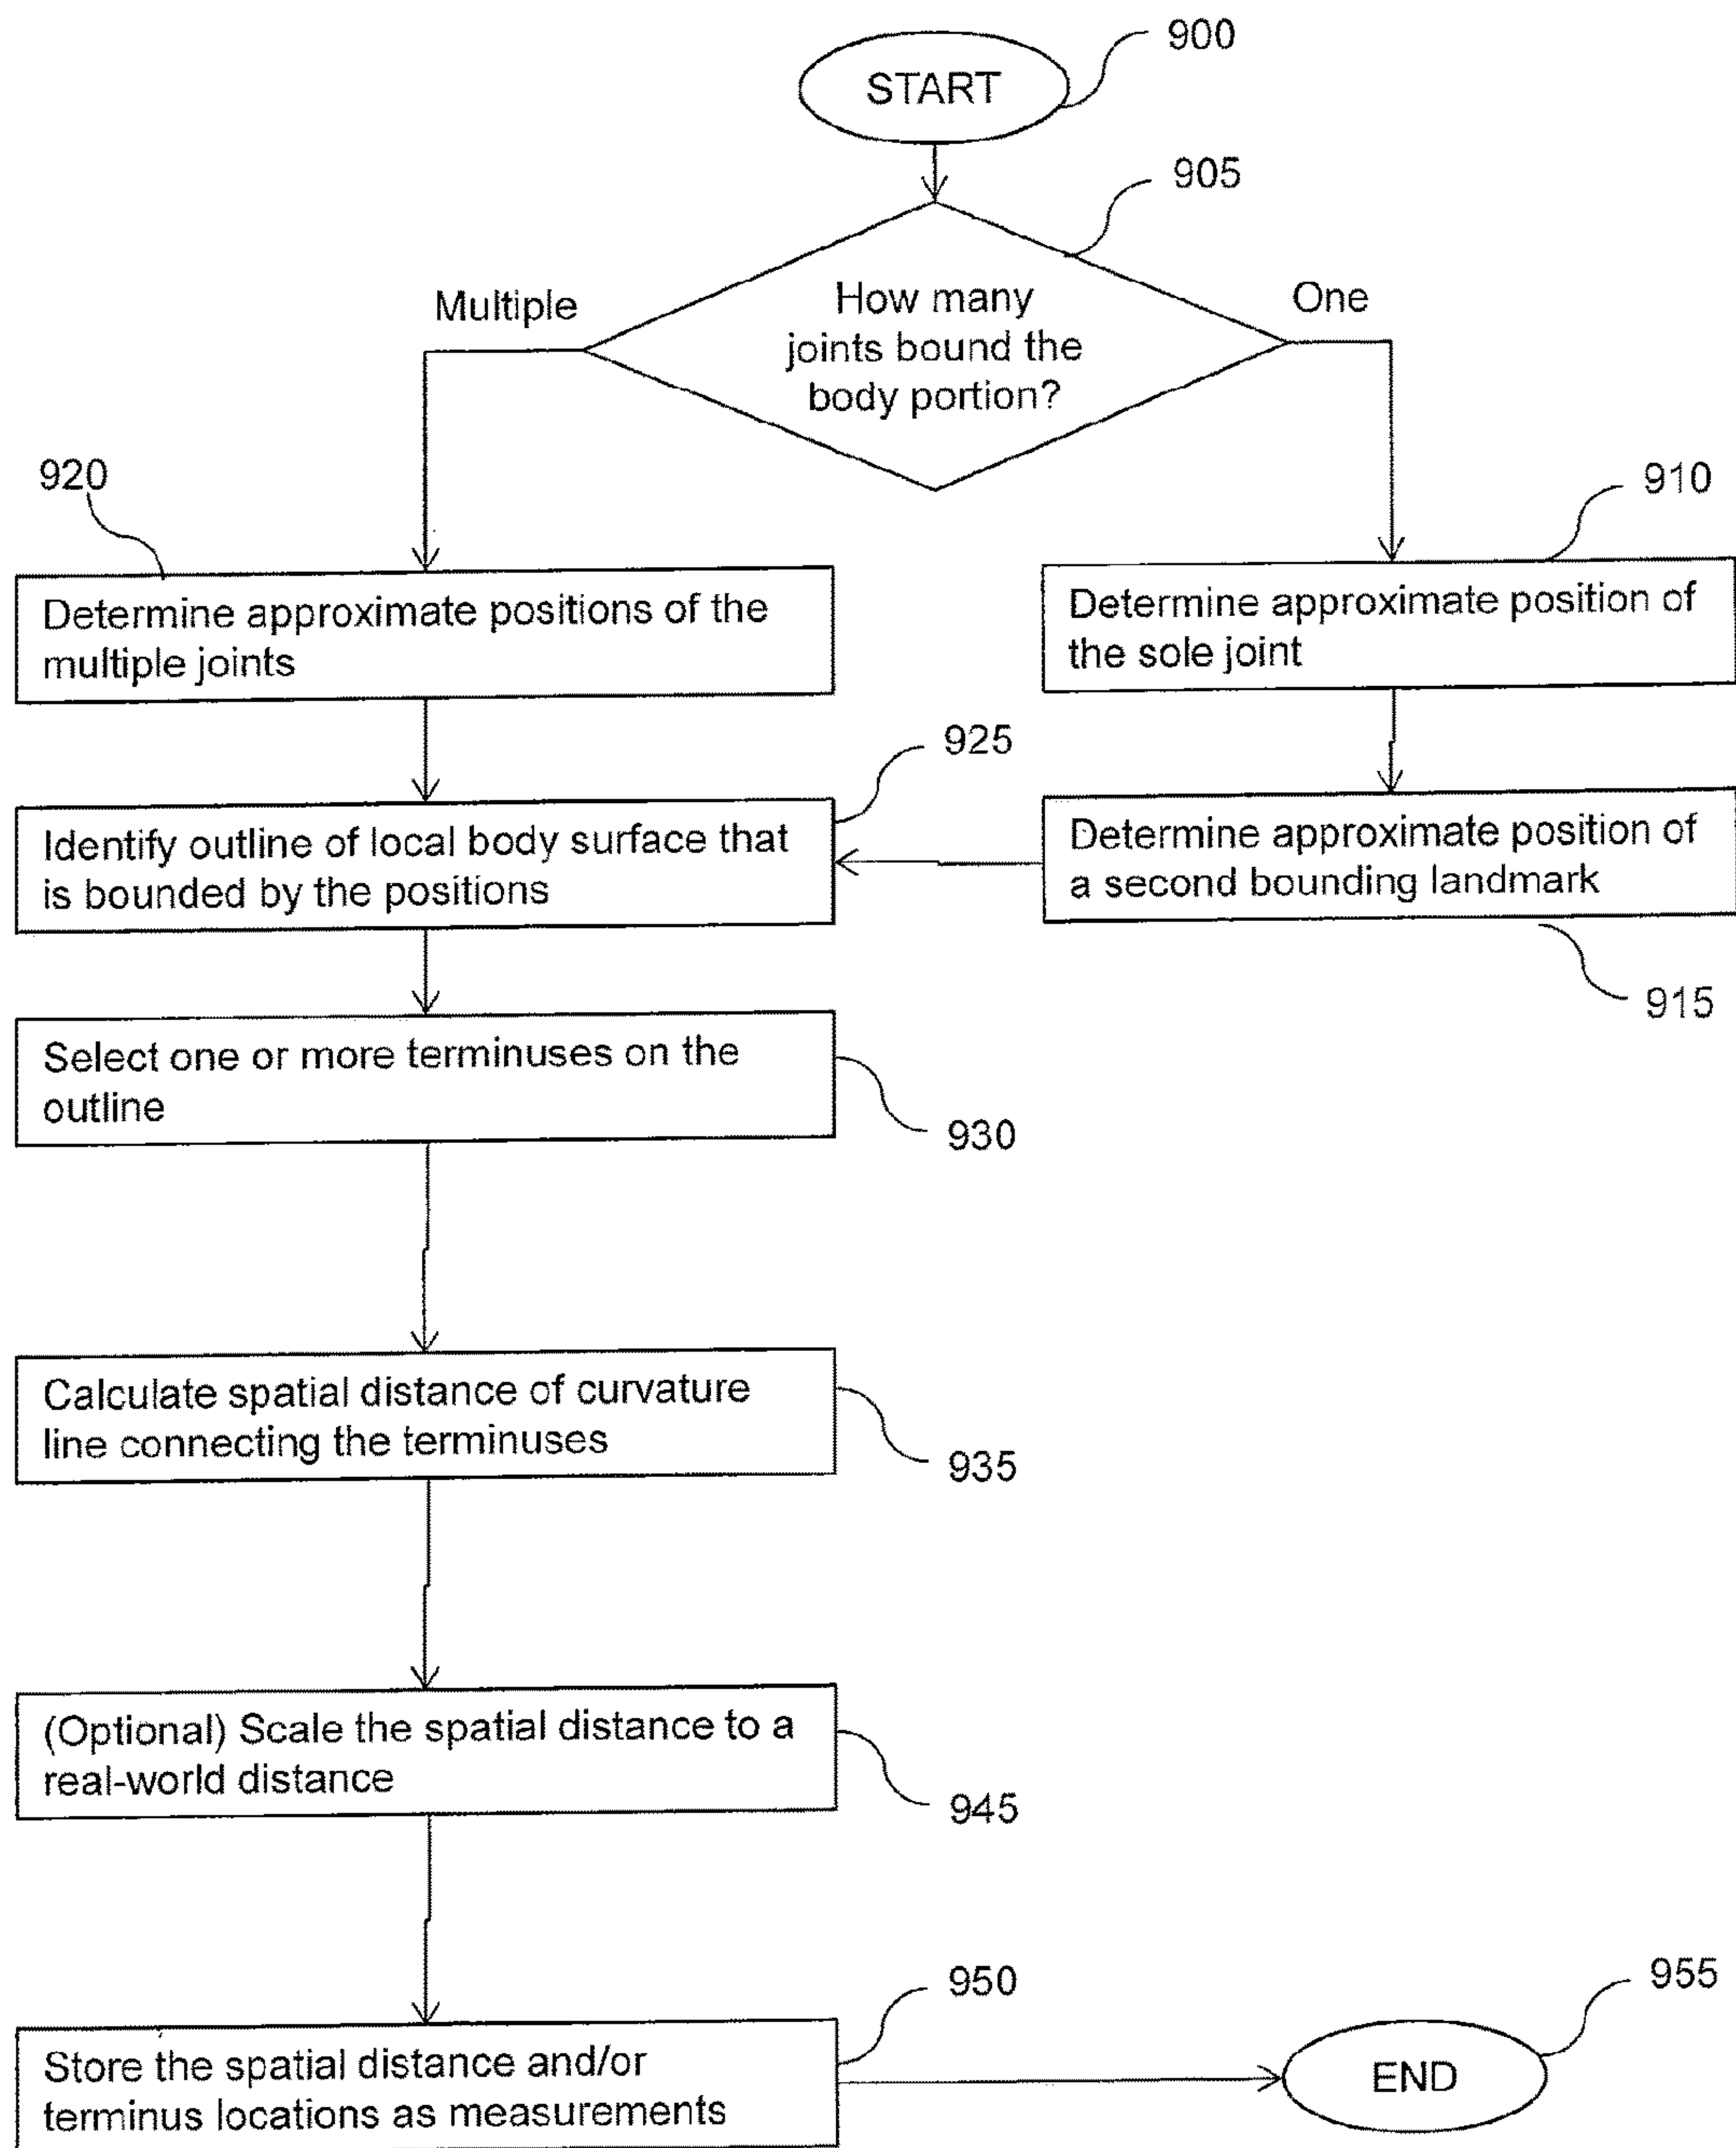 900
START
905
Multiple
How many
joints bound the
body portion?
One
920
910
Determine approximate positions of the
multiple joints
Determine approximate position of
the sole joint
925
Identify outline of local body surface that
is bounded by the positions
Determine approximate position of
a second bounding landmark
915
Select one or more terminuses on the
outline
930
Calculate spatial distance of curvature
line connecting the terminuses
935
(Optional) Scale the spatial distance to a
real-world distance
945
950
955
Store the spatial distance and/or
terminus locations as measurements
END